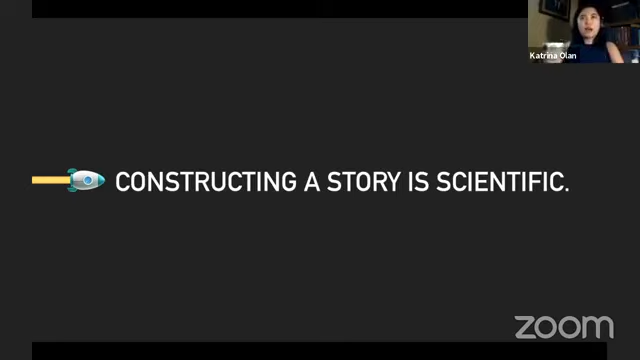 Katrina Olan
CONSTRUCTING A STORY IS SCIENTIFIC.
zoom